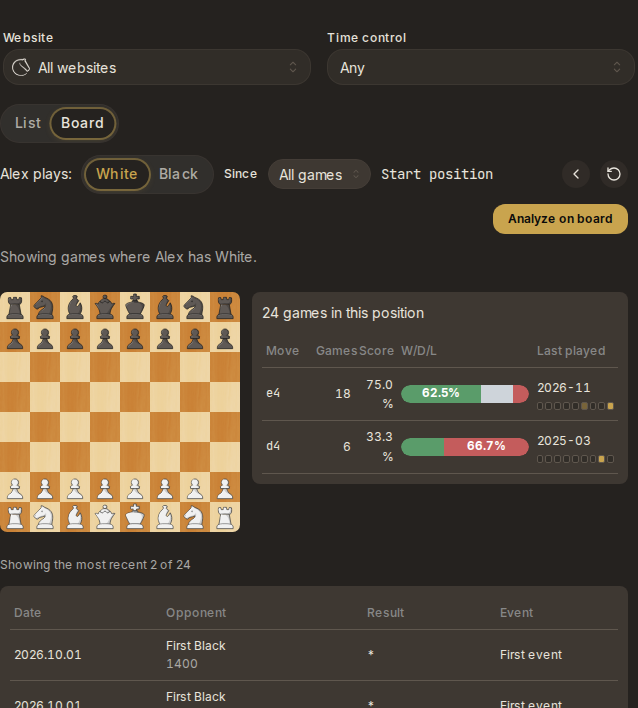 Website Time control
All websites Any
List Board
Alex plays: White Black Since All games Start position
Analyze on board
Showing games where Alex has White.
24 games in this position
Move Games Score W/D/L Last played
e4 18 75.0 % 62.5% 2026-11
d4 6 33.3 % 66.7% 2025-03
Showing the most recent 2 of 24
Date Opponent Result Event
2026.10.01 First Black * First event
1400
2026.10.01 First Black * First event